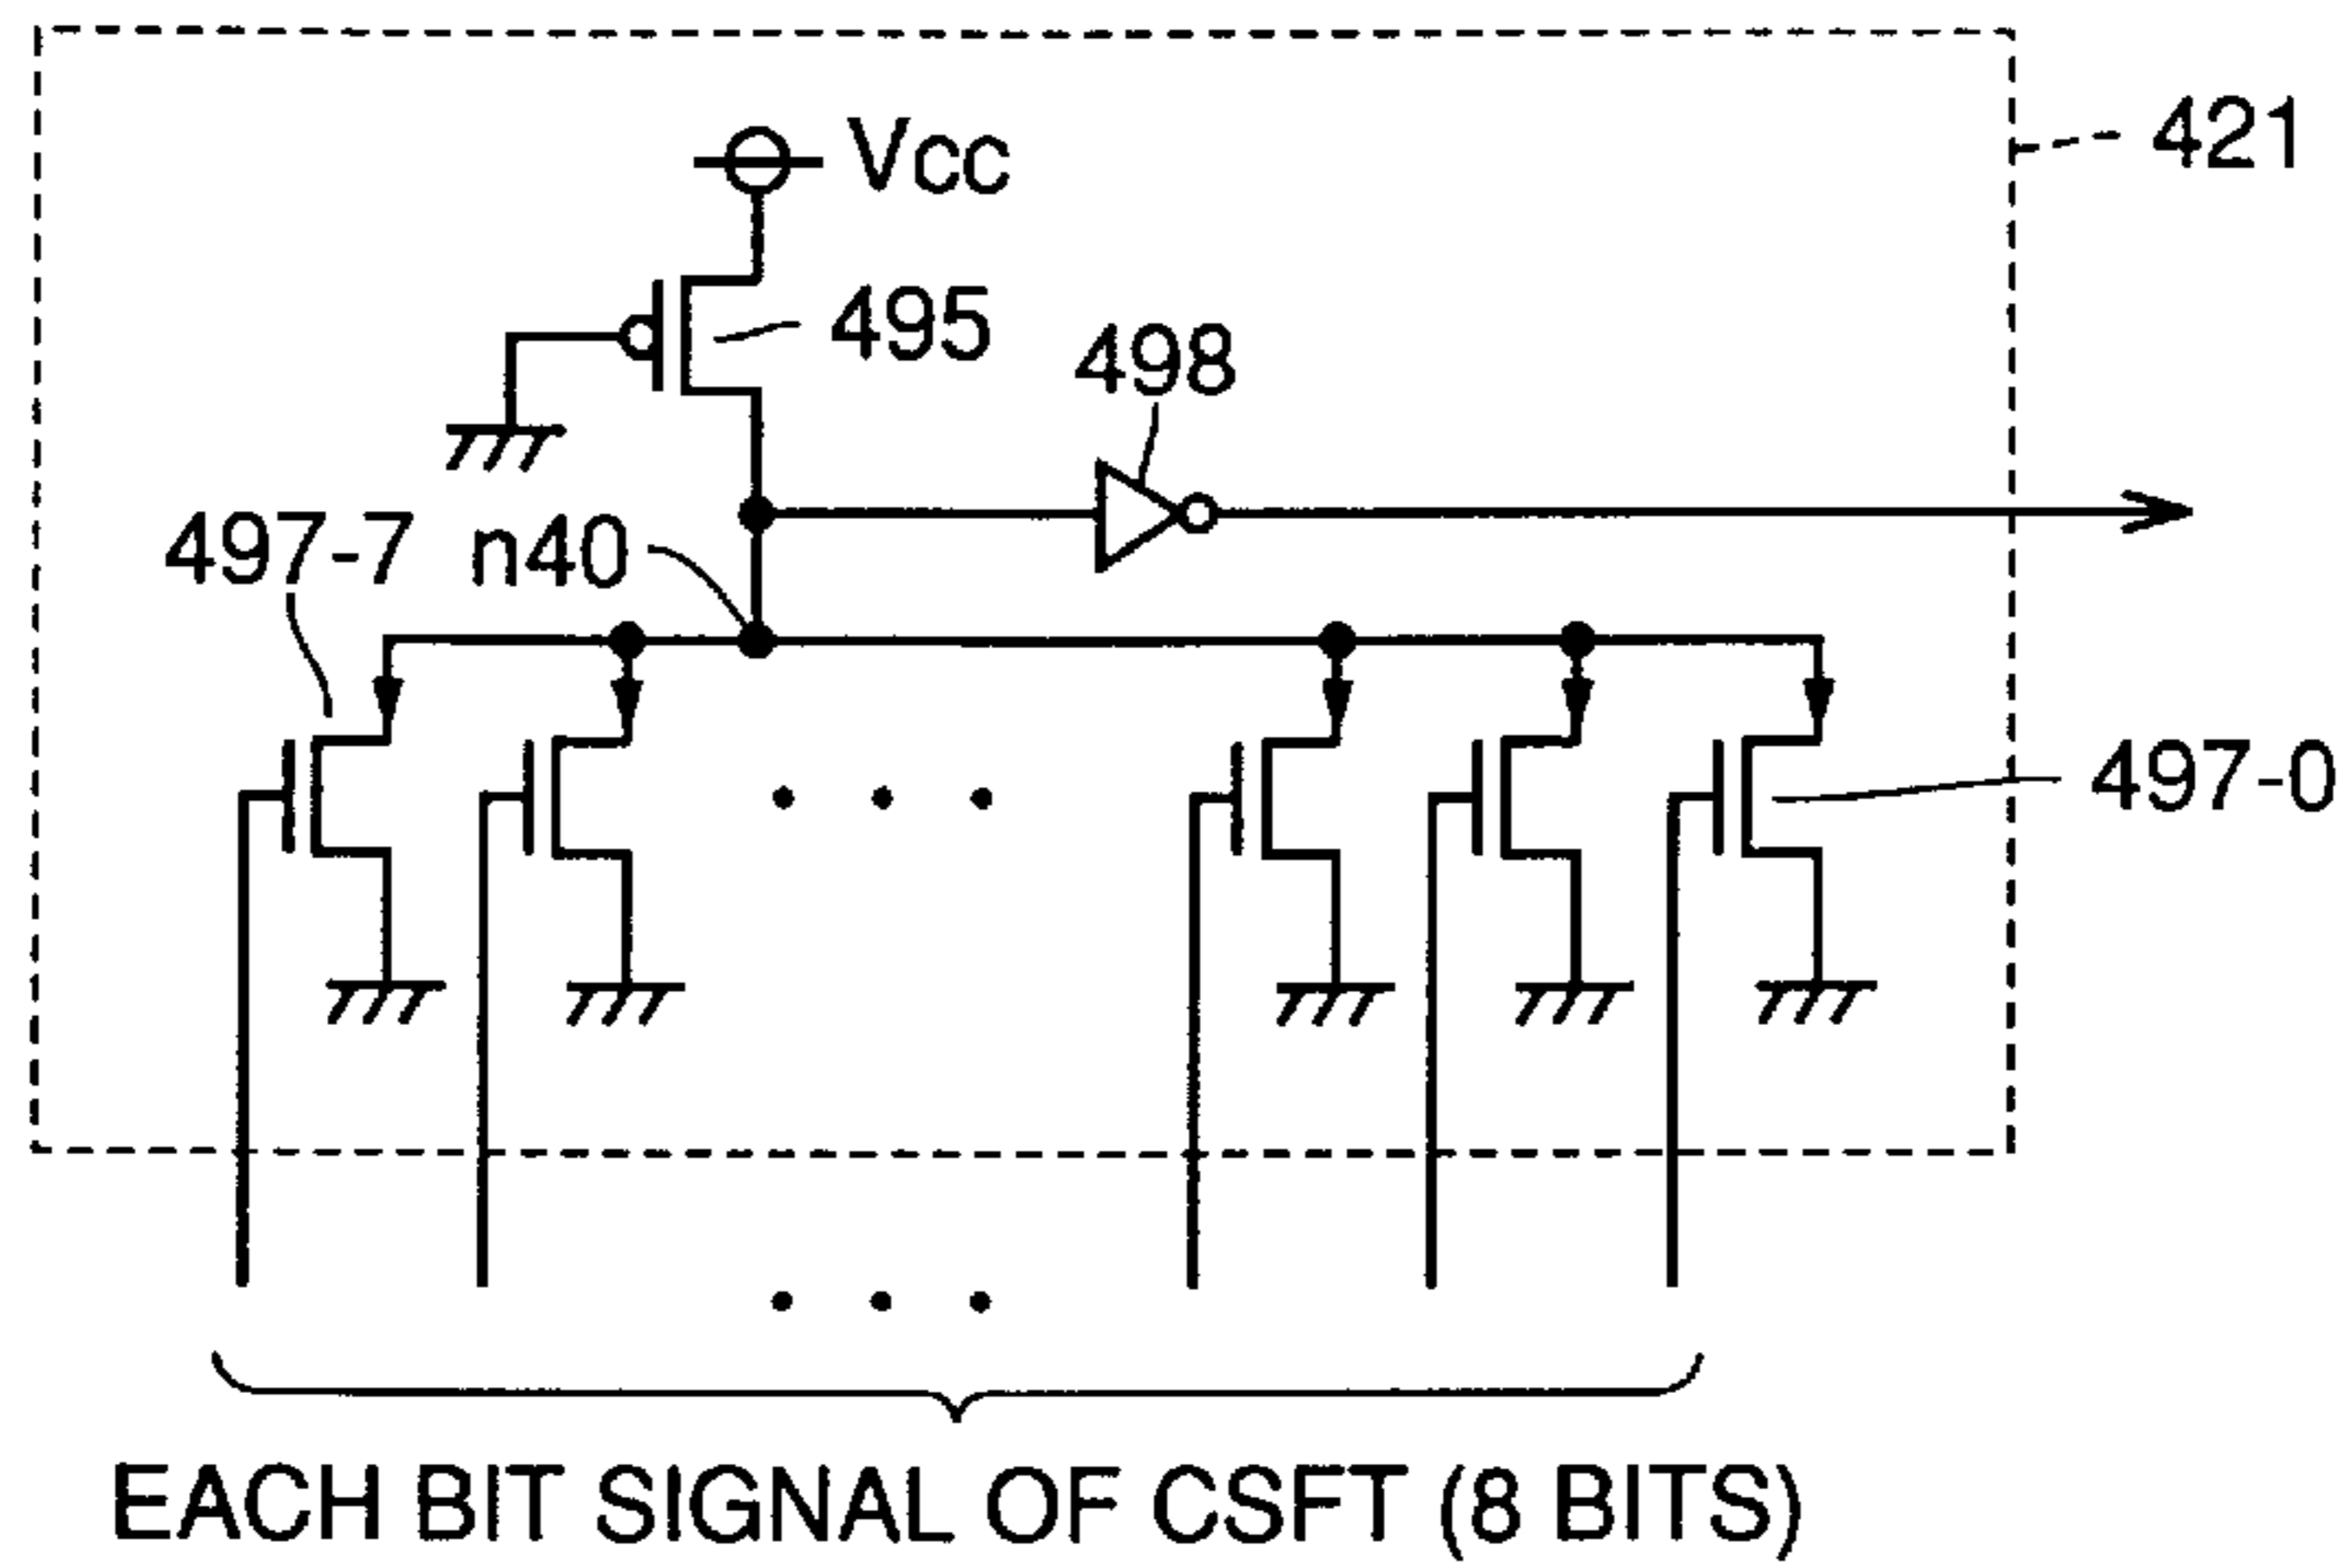 421
Vcc
495
498
497-7 n40
497-0
EACH BIT SIGNAL OF CSFT (8 BITS)